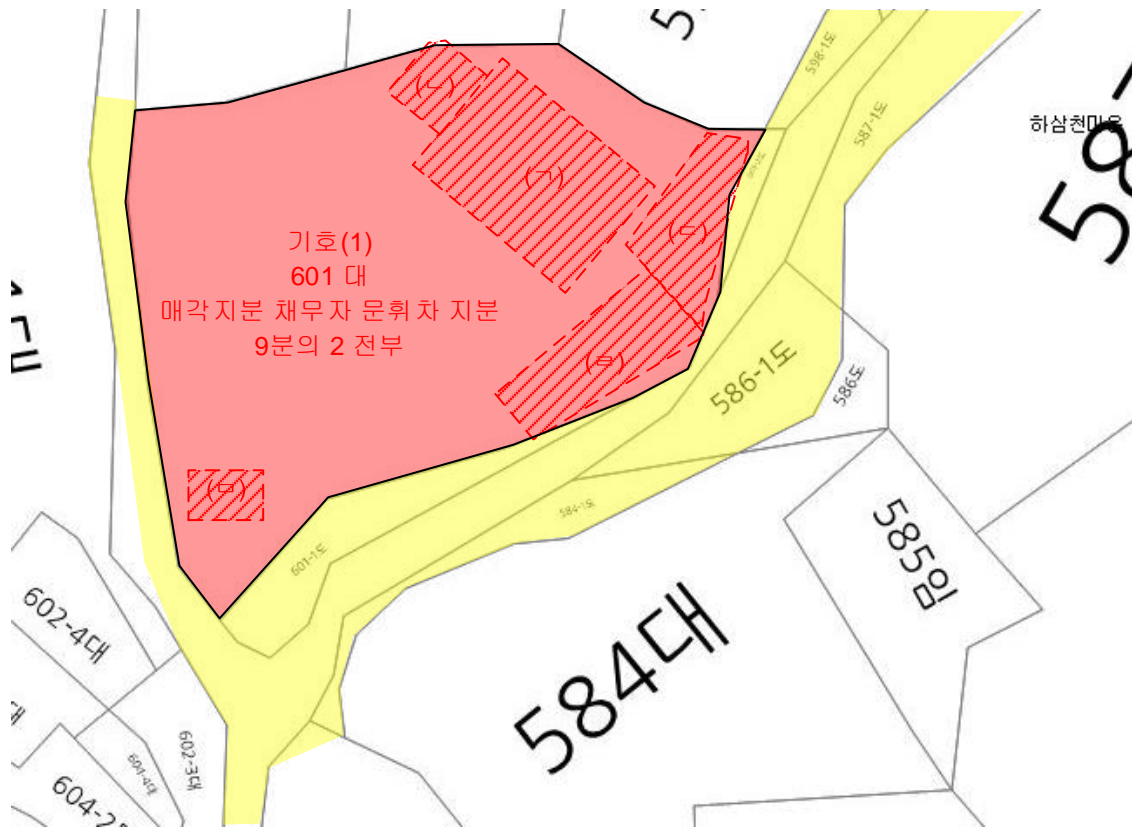 598-1도
587-1도
하삼천마을
(ㄴ)
(ㄱ)
(ㄷ)
기호(1)
601 대
매각지분 채무자 문휘차 지분
9분의 2 전부
(ㄹ)
586-1도
586도
(ㅁ)
584-1도
601-1도
585임
602-4대
584대
602-3대
604-4대
604-2